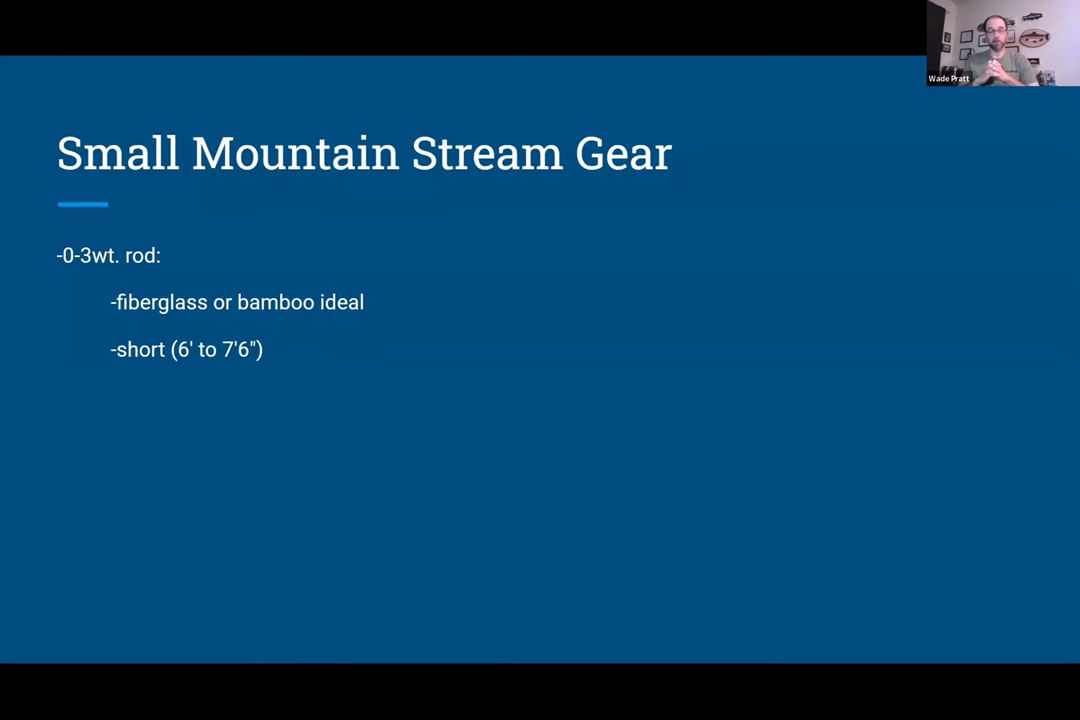 Wade Pratt
Small Mountain Stream Gear
-0-3wt. rod:
-fiberglass or bamboo ideal
-short (6' to 7'6")